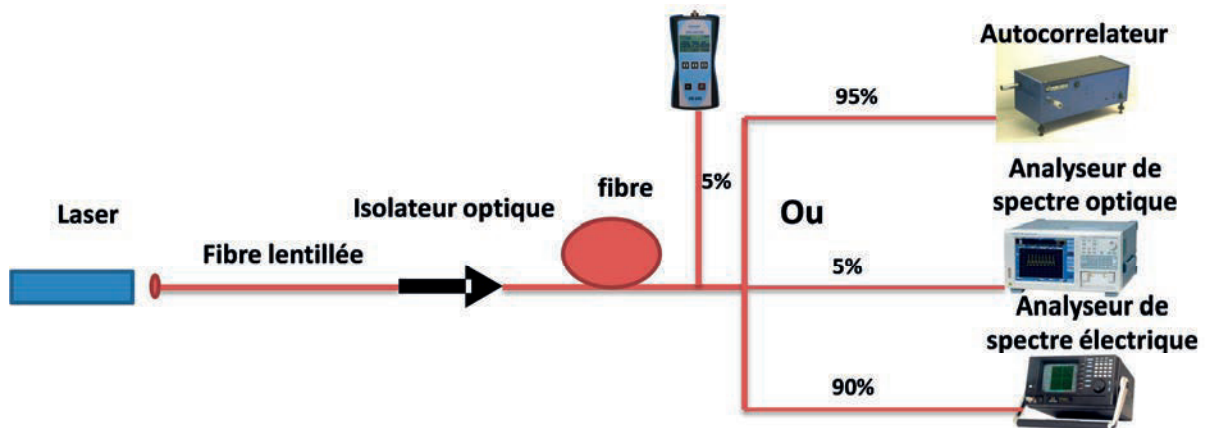 Autocorrelateur
95%
5%
fibre
Isolateur optique
Laser
Fibre lentillée
Ou
Analyseur de
spectre optique
5%
Analyseur de
spectre électrique
90%